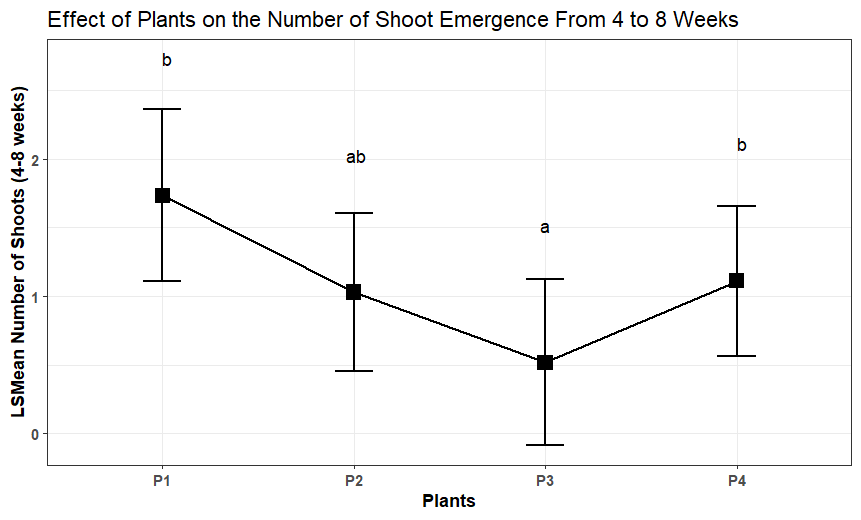 Effect of Plants on the Number of Shoot Emergence From 4 to 8 Weeks
b
ab
a
b
LSMean Number of Shoots (4-8 weeks)
2
1
0
P1 P2 P3 P4
Plants